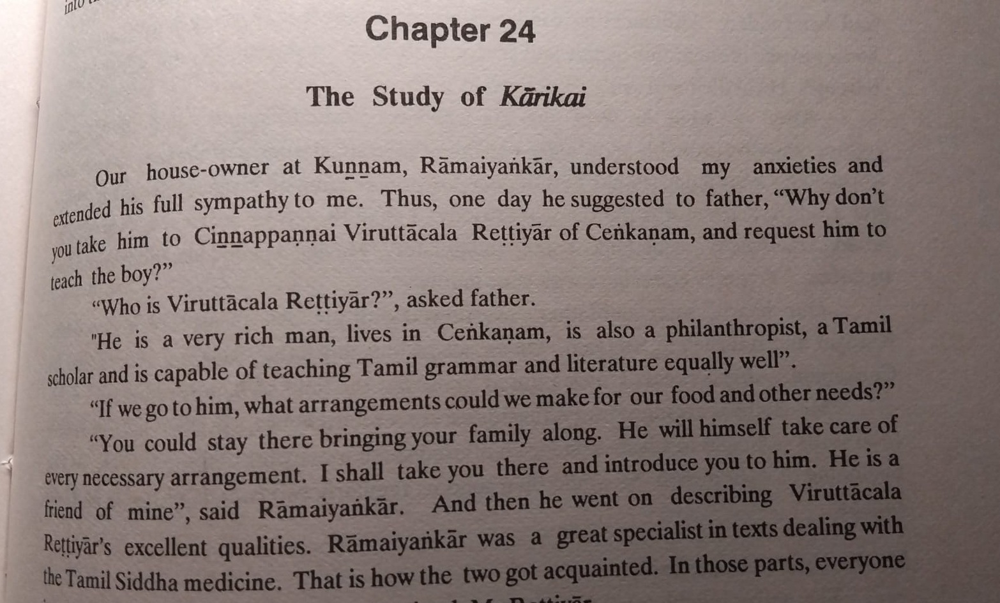 Chapter 24
The Study of Kārikai
Our house-owner at Kuṉṉam, Rāmaiyaṅkār, understood my anxieties and
extended his full sympathy to me. Thus, one day he suggested to father, “Why don’t
you take him to Ciṉṉappaṇṇai Viruttācala Reṭṭiyār of Ceṅkaṇam, and request him to
teach the boy?”
“Who is Viruttācala Reṭṭiyār?”, asked father.
"He is a very rich man, lives in Ceṅkaṇam, is also a philanthropist, a Tamil
scholar and is capable of teaching Tamil grammar and literature equally well”.
“If we go to him, what arrangements could we make for our food and other needs?”
“You could stay there bringing your family along. He will himself take care of
every necessary arrangement. I shall take you there and introduce you to him. He is a
friend of mine”, said Rāmaiyaṅkār. And then he went on describing Viruttācala
Reṭṭiyār’s excellent qualities. Rāmaiyaṅkār was a great specialist in texts dealing with
the Tamil Siddha medicine. That is how the two got acquainted. In those parts, everyone